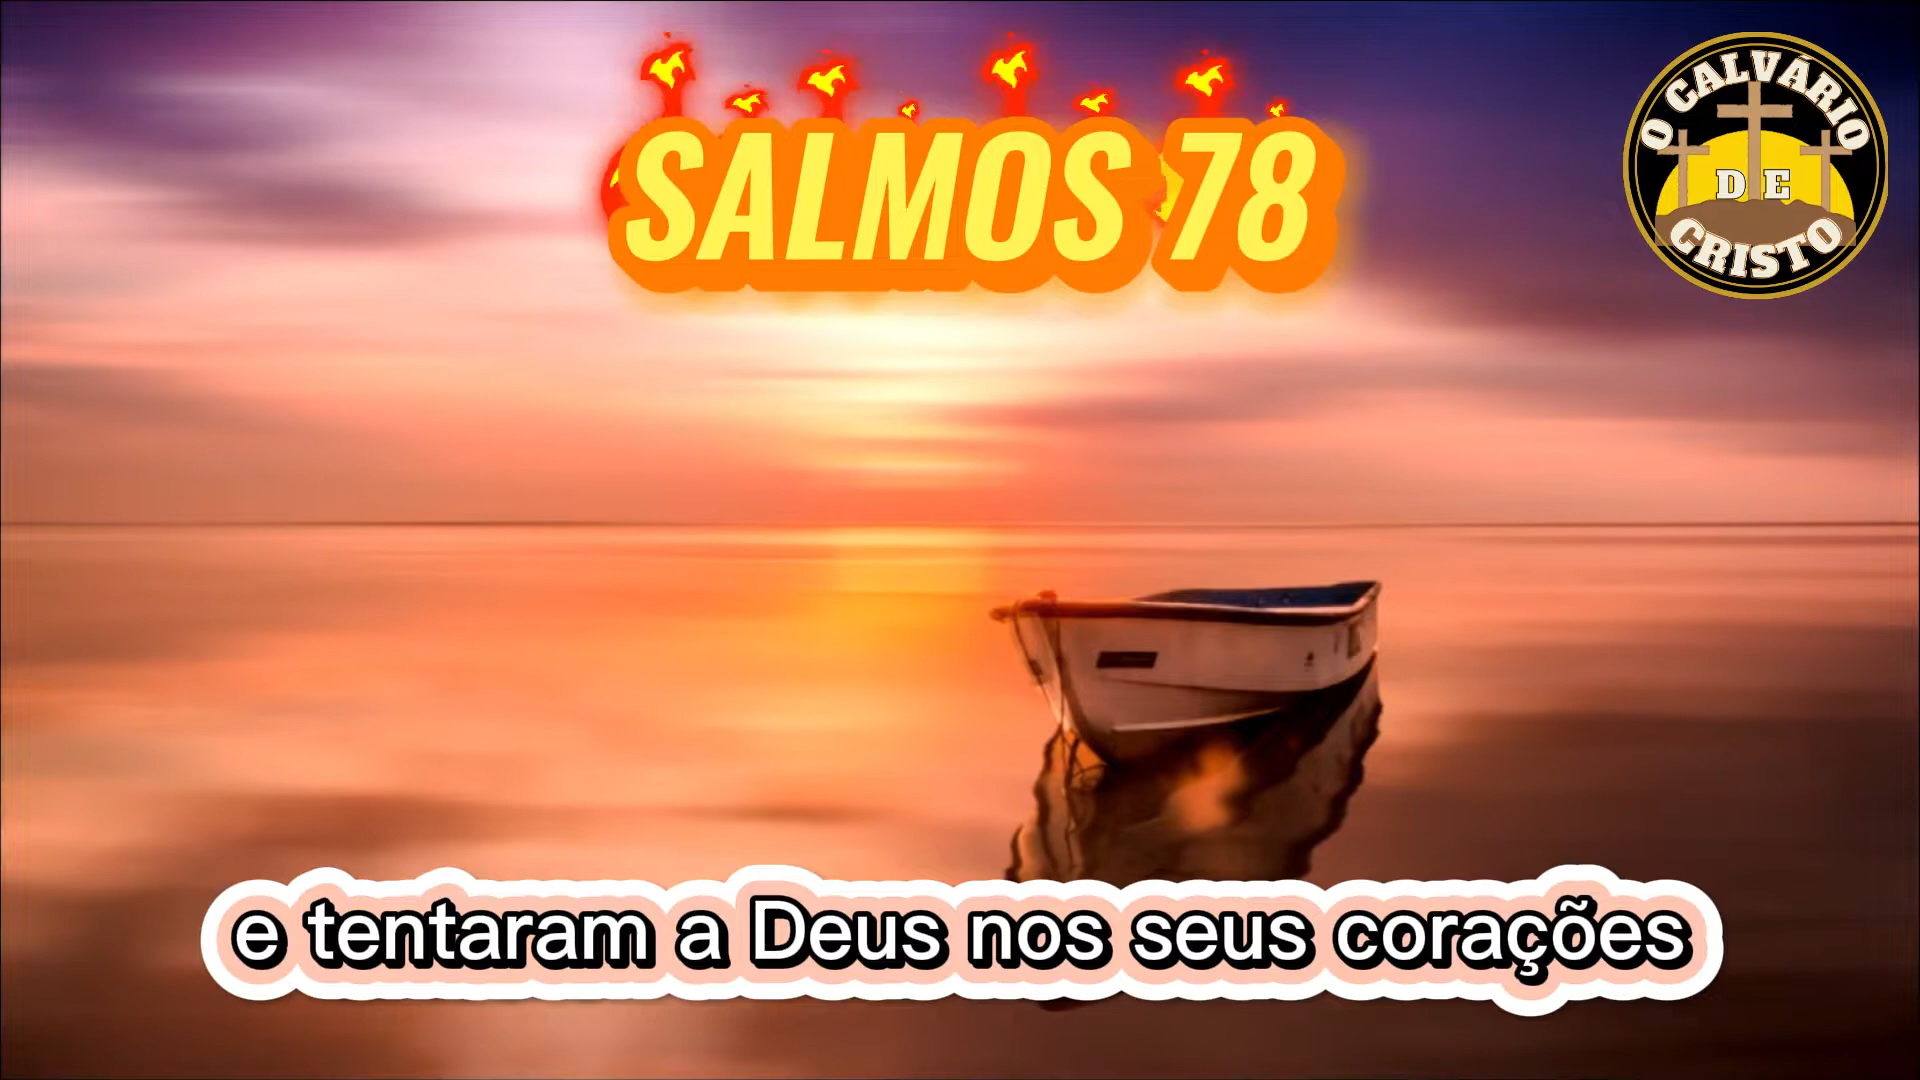 SALMOS 78
O CALVÁRIO
DE
CRISTO
e tentaram a Deus nos seus corações